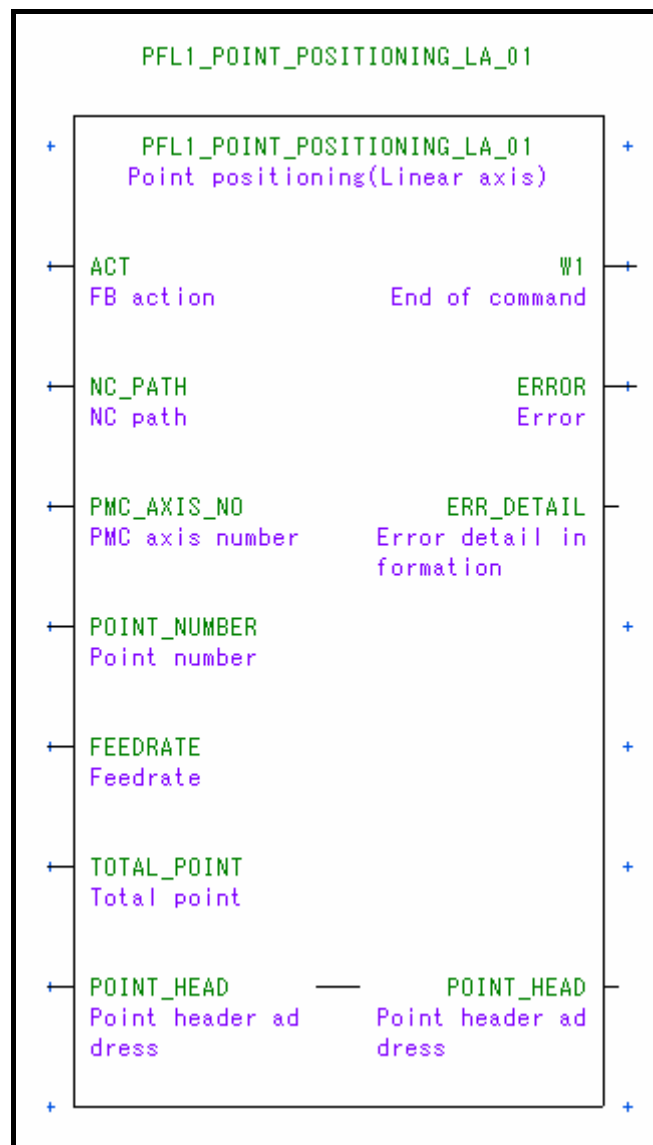 PFL1_POINT_POSITIONING_LA_01
PFL1_POINT_POSITIONING_LA_01
Point positioning(Linear axis)
ACT W1
FB action End of command
NC_PATH ERROR
NC path Error
PMC_AXIS_NO ERR_DETAIL
PMC axis number Error detail in
formation
POINT_NUMBER
Point number
FEEDRATE
Feedrate
TOTAL_POINT
Total point
POINT_HEAD POINT_HEAD
Point header ad Point header ad
dress dress